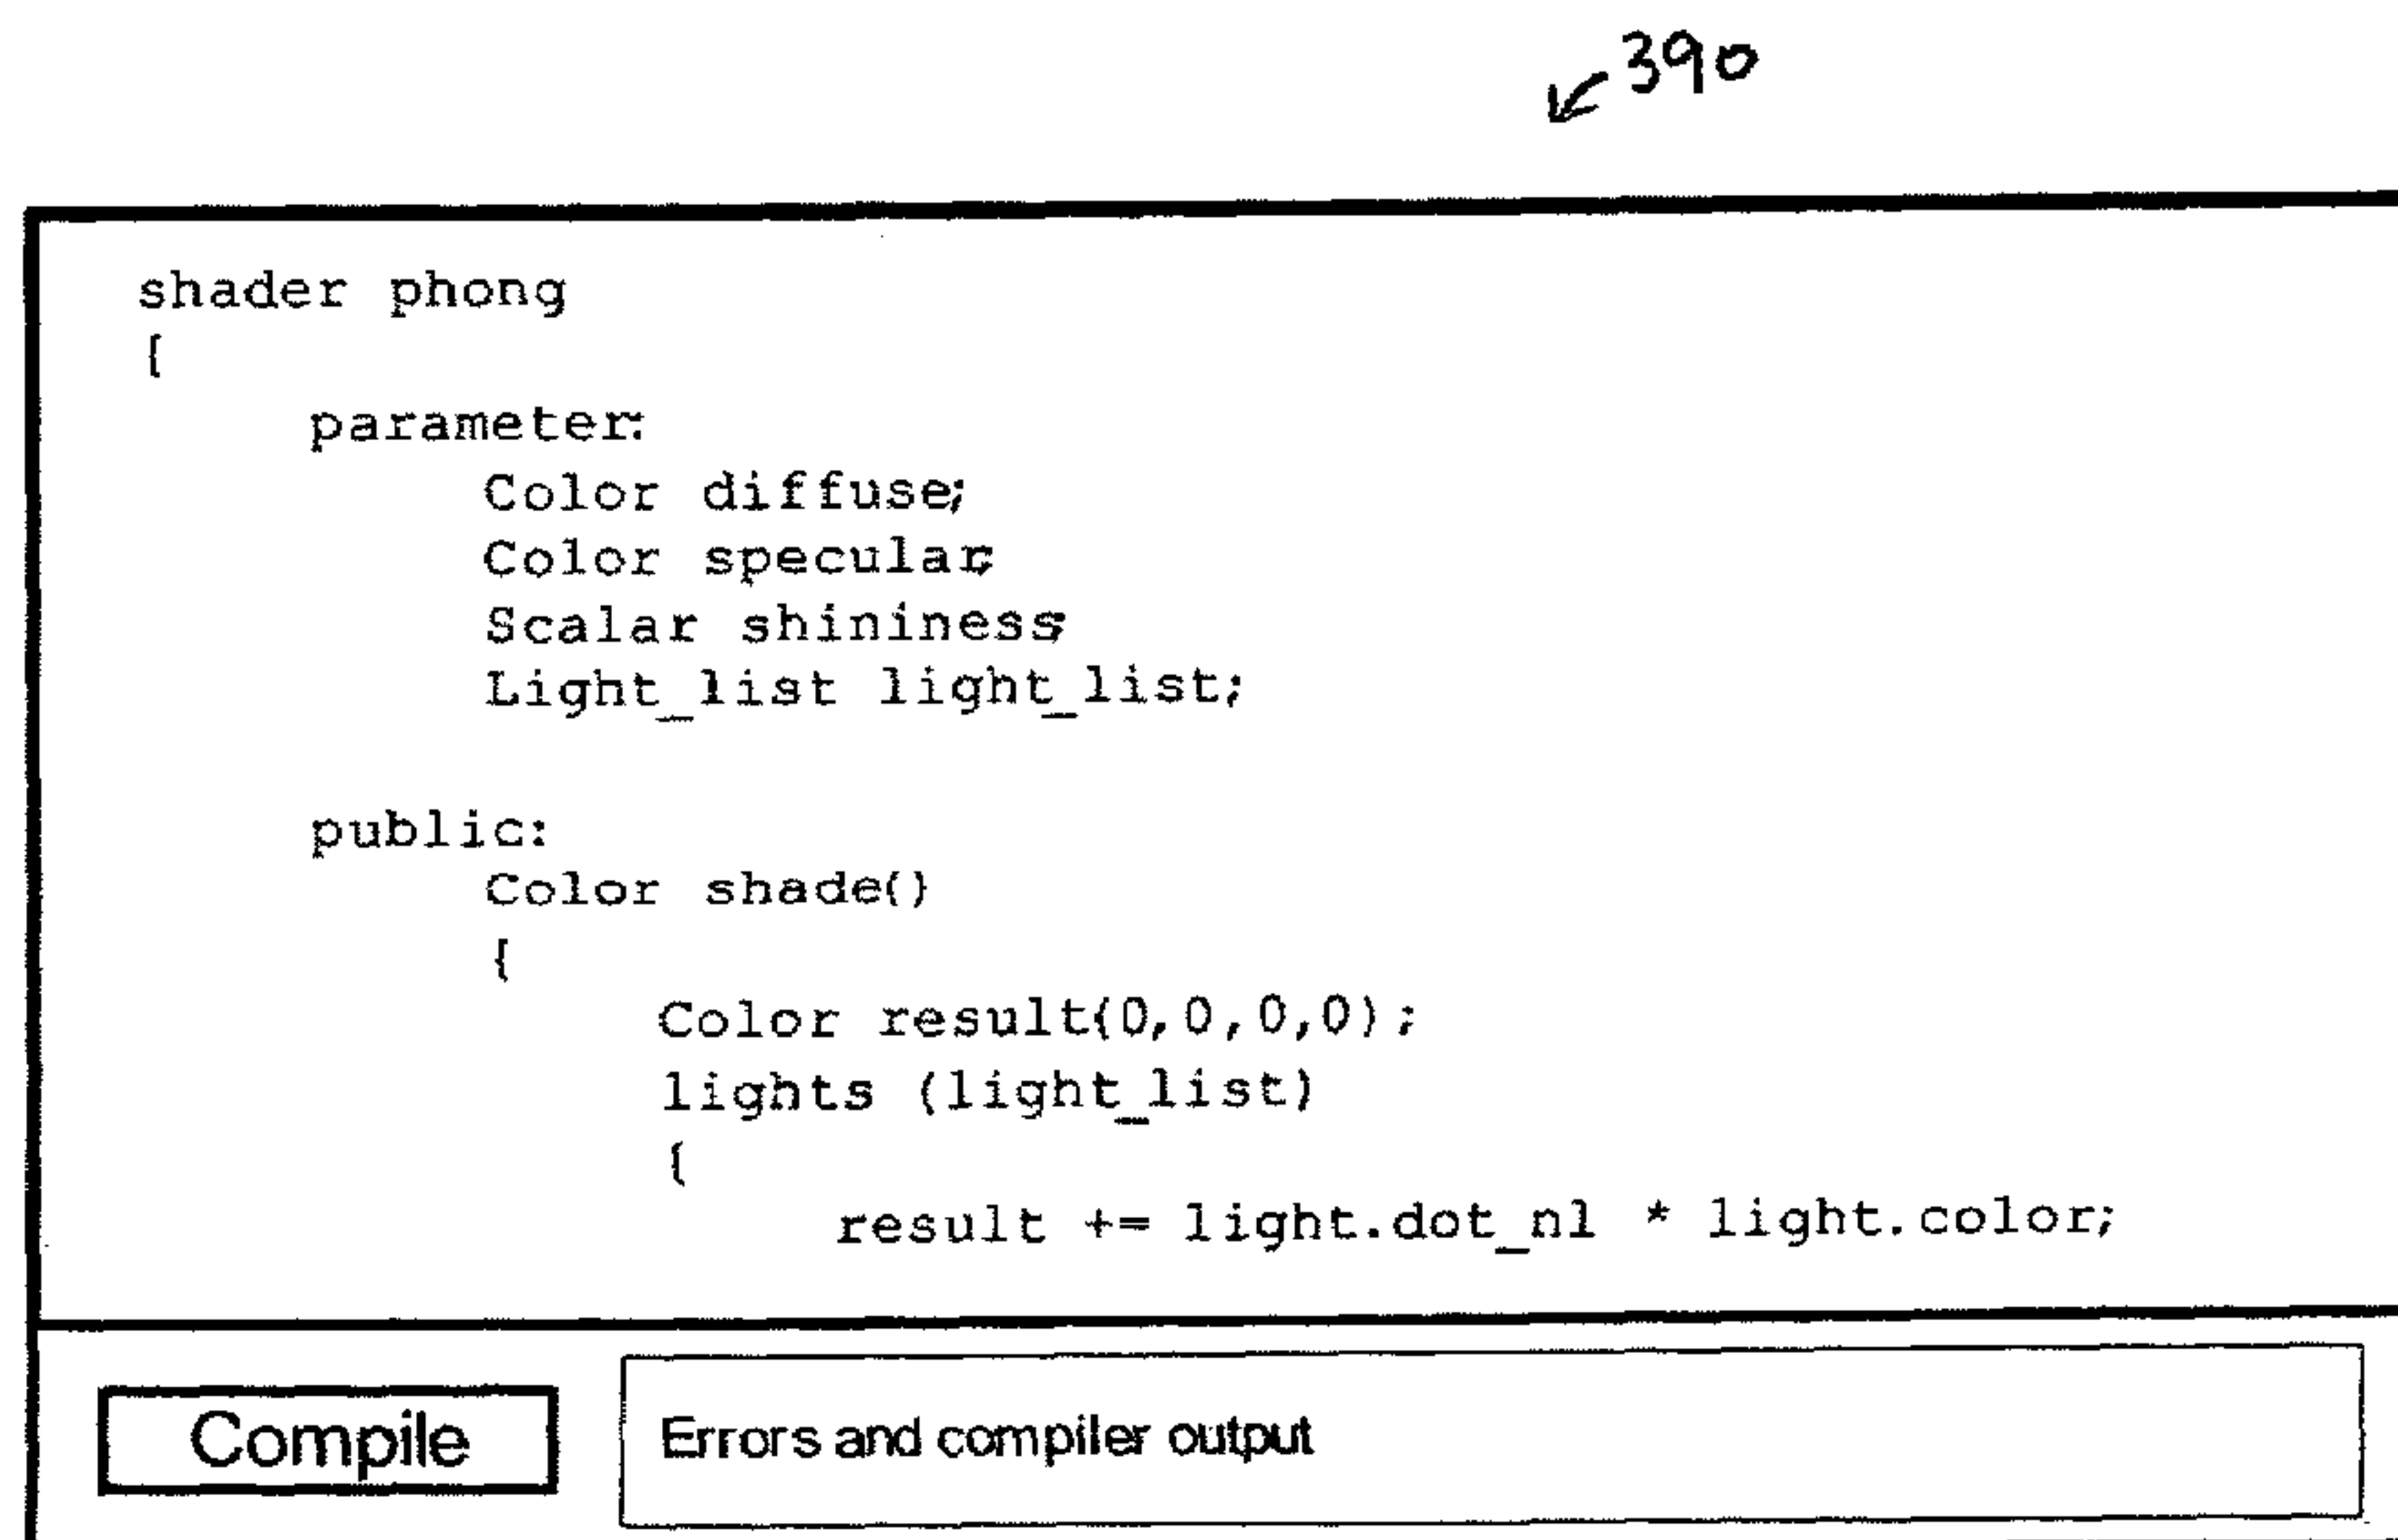 390
shader phong
{
parameter:
Color diffuse;
Color specular;
Scalar shininess;
Light_list light_list;
public:
Color shade()
{
Color result(0,0,0,0);
lights (light_list)
{
result += light.dot_nl * light.color;
Compile
Errors and compiler output